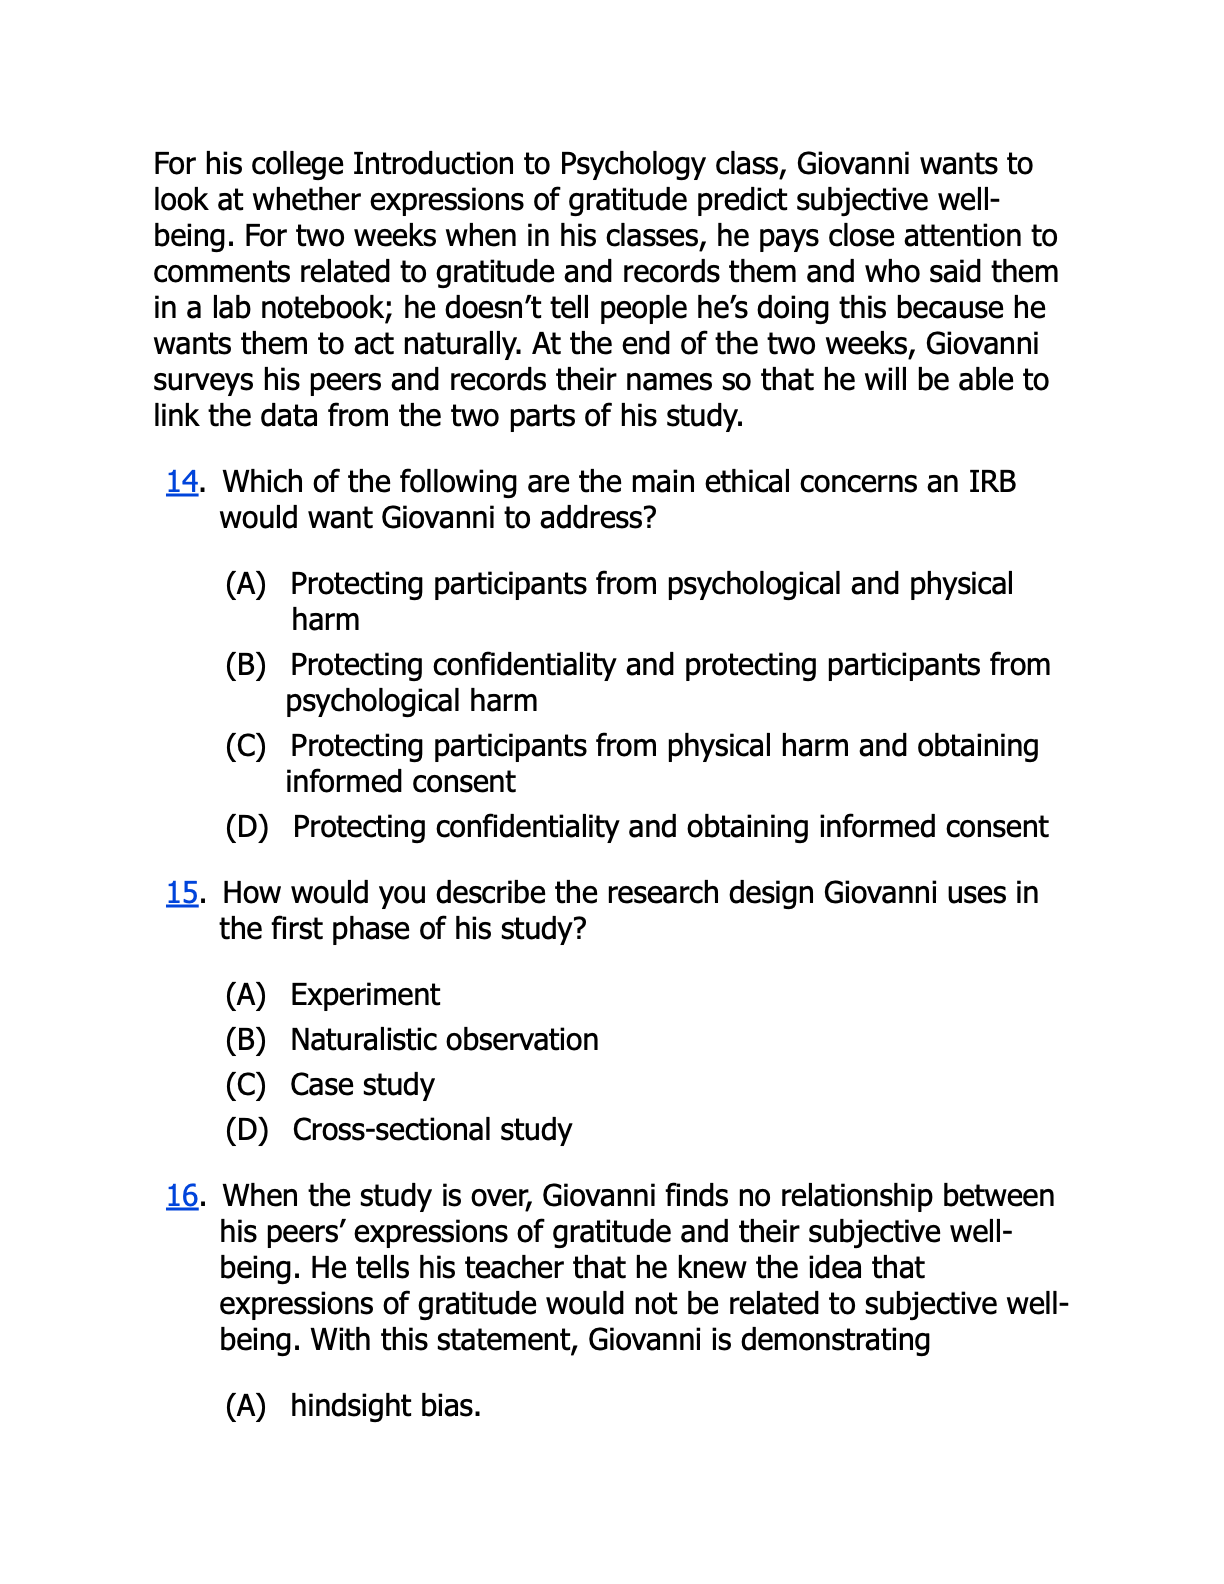 For his college Introduction to Psychology class, Giovanni wants to
look at whether expressions of gratitude predict subjective well-
being. For two weeks when in his classes, he pays close attention to
comments related to gratitude and records them and who said them
in a lab notebook; he doesn’t tell people he’s doing this because he
wants them to act naturally. At the end of the two weeks, Giovanni
surveys his peers and records their names so that he will be able to
link the data from the two parts of his study.
14. Which of the following are the main ethical concerns an IRB
would want Giovanni to address?
(A) Protecting participants from psychological and physical
harm
(B) Protecting confidentiality and protecting participants from
psychological harm
(C) Protecting participants from physical harm and obtaining
informed consent
(D) Protecting confidentiality and obtaining informed consent
15. How would you describe the research design Giovanni uses in
the first phase of his study?
(A) Experiment
(B) Naturalistic observation
(C) Case study
(D) Cross-sectional study
16. When the study is over, Giovanni finds no relationship between
his peers’ expressions of gratitude and their subjective well-
being. He tells his teacher that he knew the idea that
expressions of gratitude would not be related to subjective well-
being. With this statement, Giovanni is demonstrating
(A) hindsight bias.